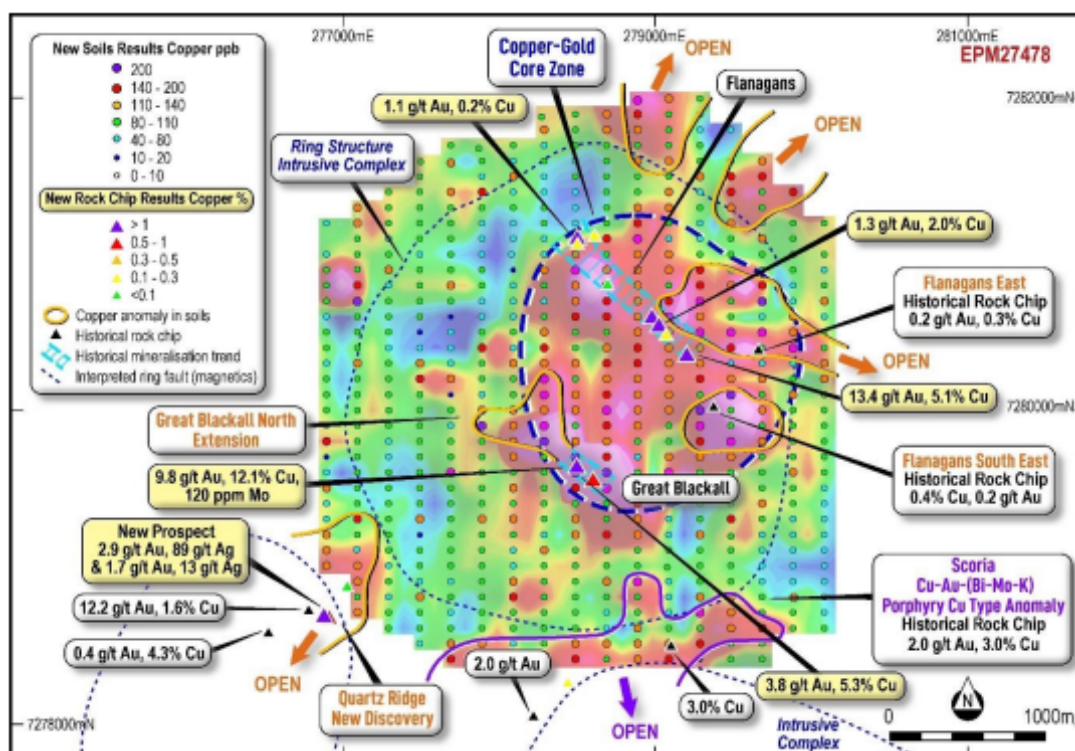 277000mE
279000mE
281000mE
EPM27478
7282000mN
7280000mN
7278000mN
New Soils Results Copper ppb
200
140 - 200
110 - 140
80 - 110
40 - 80
10 - 20
0 - 10
New Rock Chip Results Copper %
> 1
0.5 - 1
0.3 - 0.5
0.1 - 0.3
<0.1
Copper anomaly in soils
Historical rock chip
Historical mineralisation trend
Interpreted ring fault (magnetics)
Copper-Gold
Core Zone
OPEN
Flanagans
1.1 g/t Au, 0.2% Cu
OPEN
Ring Structure
Intrusive Complex
1.3 g/t Au, 2.0% Cu
Flanagans East
Historical Rock Chip
0.2 g/t Au, 0.3% Cu
OPEN
13.4 g/t Au, 5.1% Cu
Great Blackall North
Extension
Flanagans South East
Historical Rock Chip
0.4% Cu, 0.2 g/t Au
9.8 g/t Au, 12.1% Cu,
120 ppm Mo
Great Blackall
New Prospect
2.9 g/t Au, 89 g/t Ag
& 1.7 g/t Au, 13 g/t Ag
Scoria
Cu-Au-(Bi-Mo-K)
Porphyry Cu Type Anomaly
Historical Rock Chip
2.0 g/t Au, 3.0% Cu
12.2 g/t Au, 1.6% Cu
0.4 g/t Au, 4.3% Cu
OPEN
Quartz Ridge
New Discovery
2.0 g/t Au
OPEN
3.0% Cu
3.8 g/t Au, 5.3% Cu
Intrusive
Complex
N
0
1000m